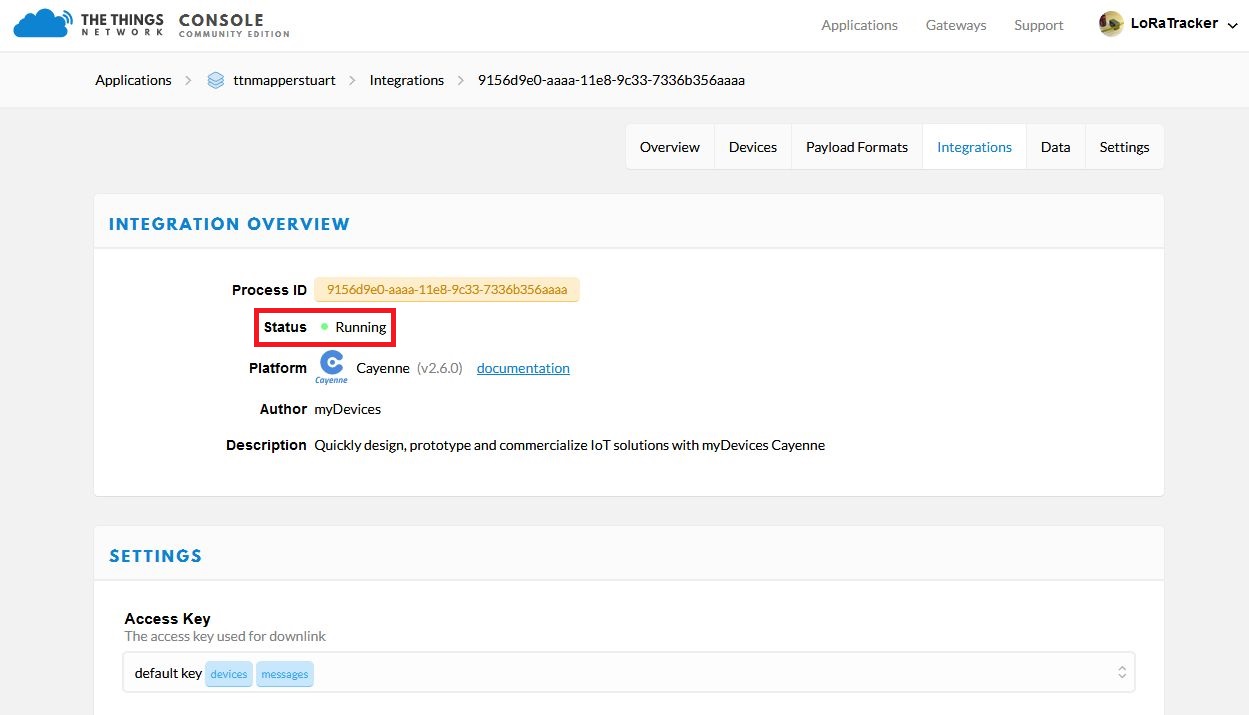 THE THINGS CONSOLE
NETWORK COMMUNITY EDITION
Applications Gateways Support LoRaTracker
Applications ttnmapperstuart Integrations 9156d9e0-aaaa-11e8-9c33-7336b356aaaa
Overview Devices Payload Formats Integrations Data Settings
INTEGRATION OVERVIEW
Process ID 9156d9e0-aaaa-11e8-9c33-7336b356aaaa
Status Running
Platform Cayenne Cayenne (v2.6.0) documentation
Author myDevices
Description Quickly design, prototype and commercialize IoT solutions with myDevices Cayenne
SETTINGS
Access Key
The access key used for downlink
default key devices messages